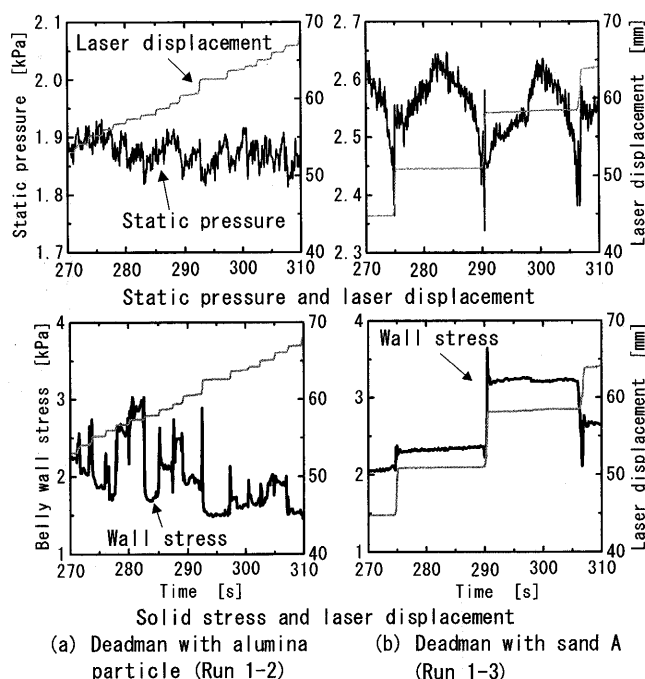 2.1
2.0
1.9
1.8
1.7
Static pressure [kPa]
Laser displacement
Static pressure
70
60
50
40
270 280 290 300 310
2.7
2.6
2.5
2.4
2.3
70
60
50
40
Laser displacement [mm]
270 280 290 300 310
Static pressure and laser displacement
4
3
2
1
Belly wall stress [kPa]
Wall stress
70
60
50
40
270 280 290 300 310
Time [s]
4
3
2
1
Wall stress
70
60
50
40
Laser displacement [mm]
270 280 290 300 310
Time [s]
Solid stress and laser displacement
(a) Deadman with alumina
particle (Run 1-2)
(b) Deadman with sand A
(Run 1-3)